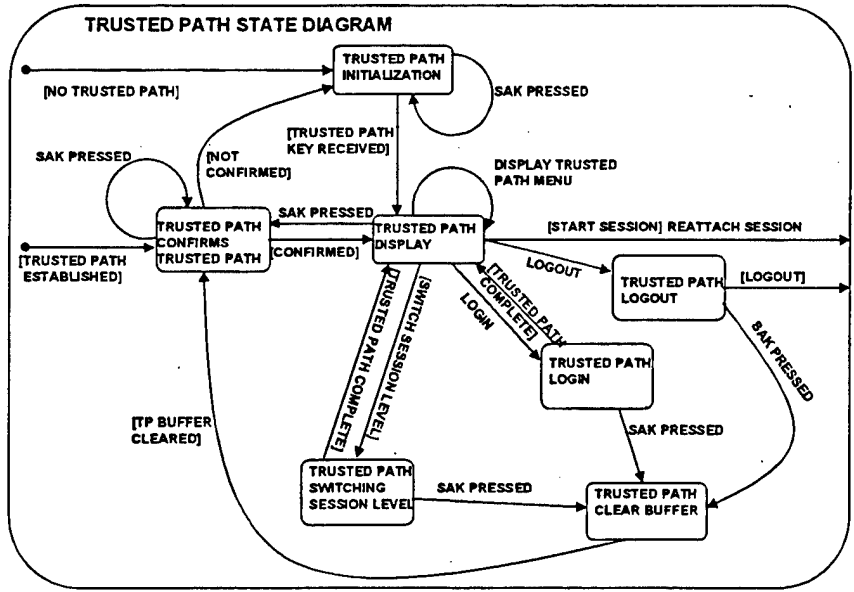 TRUSTED PATH STATE DIAGRAM
TRUSTED PATH
INITIALIZATION
[NO TRUSTED PATH]
SAK PRESSED
[TRUSTED PATH
KEY RECEIVED]
[NOT
CONFIRMED]
SAK PRESSED
DISPLAY TRUSTED
PATH MENU
SAK PRESSED
TRUSTED PATH
CONFIRMS
TRUSTED PATH
[TRUSTED PATH
ESTABLISHED]
[CONFIRMED]
TRUSTED PATH
DISPLAY
[START SESSION] REATTACH SESSION
LOGOUT
TRUSTED PATH
LOGOUT
[LOGOUT]
[TRUSTED PATH
COMPLETE]
LOGIN
[SWITCH SESSION LEVEL]
[TRUSTED PATH COMPLETE]
TRUSTED PATH
LOGIN
SAK PRESSED
SAK PRESSED
[TP BUFFER
CLEARED]
TRUSTED PATH
SWITCHING
SESSION LEVEL
SAK PRESSED
TRUSTED PATH
CLEAR BUFFER